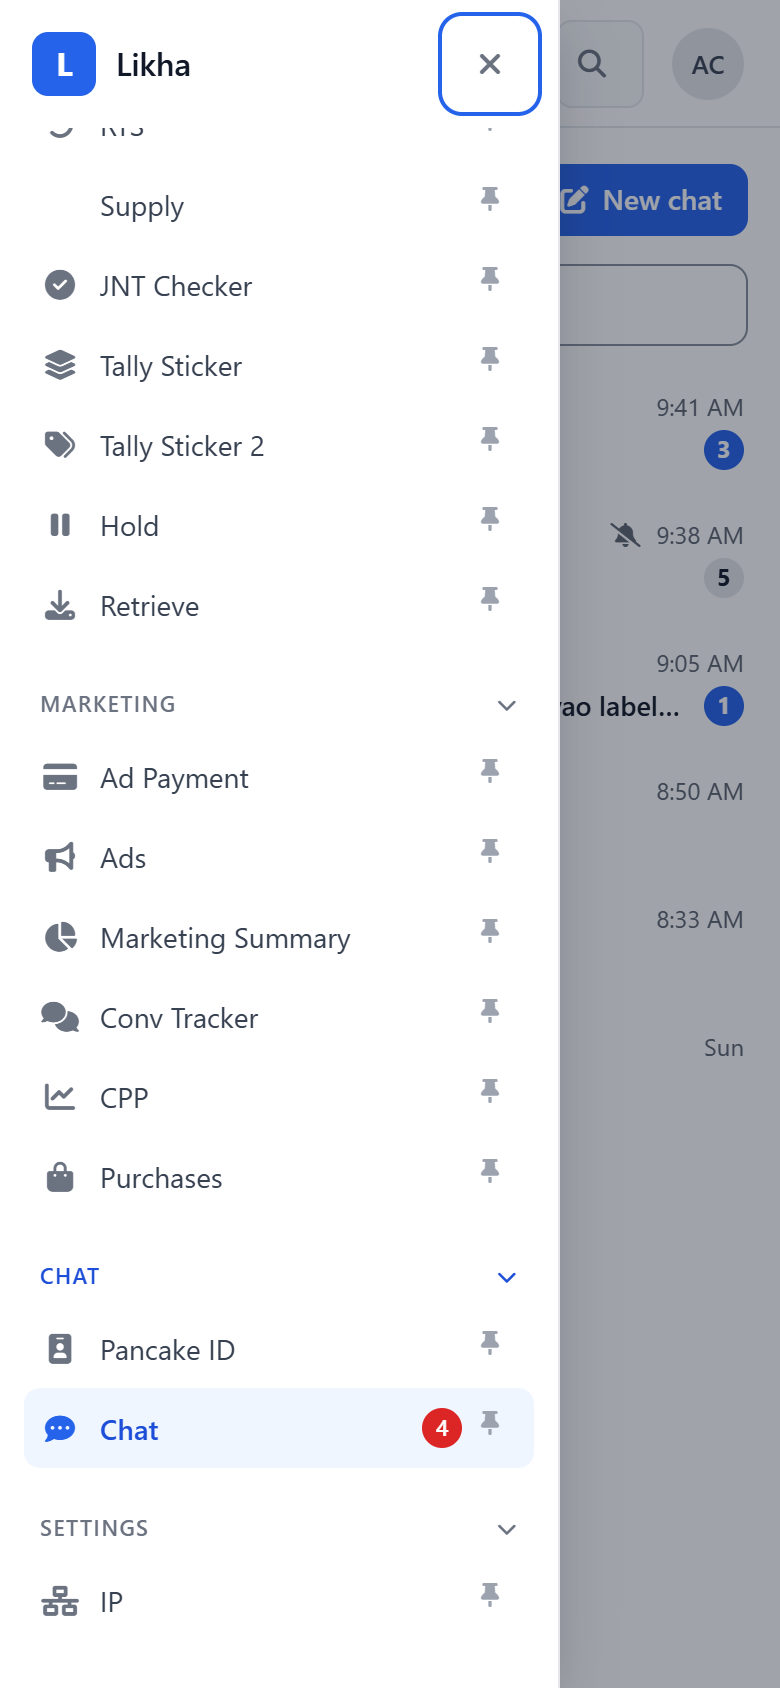 L Likha
AC
RTS
Supply
New chat
JNT Checker
Tally Sticker
9:41 AM
Tally Sticker 2
3
Hold
9:38 AM
5
Retrieve
9:05 AM
MARKETING
label...
1
Ad Payment
8:50 AM
Ads
Marketing Summary
8:33 AM
Conv Tracker
Sun
CPP
Purchases
CHAT
Pancake ID
Chat
4
SETTINGS
IP